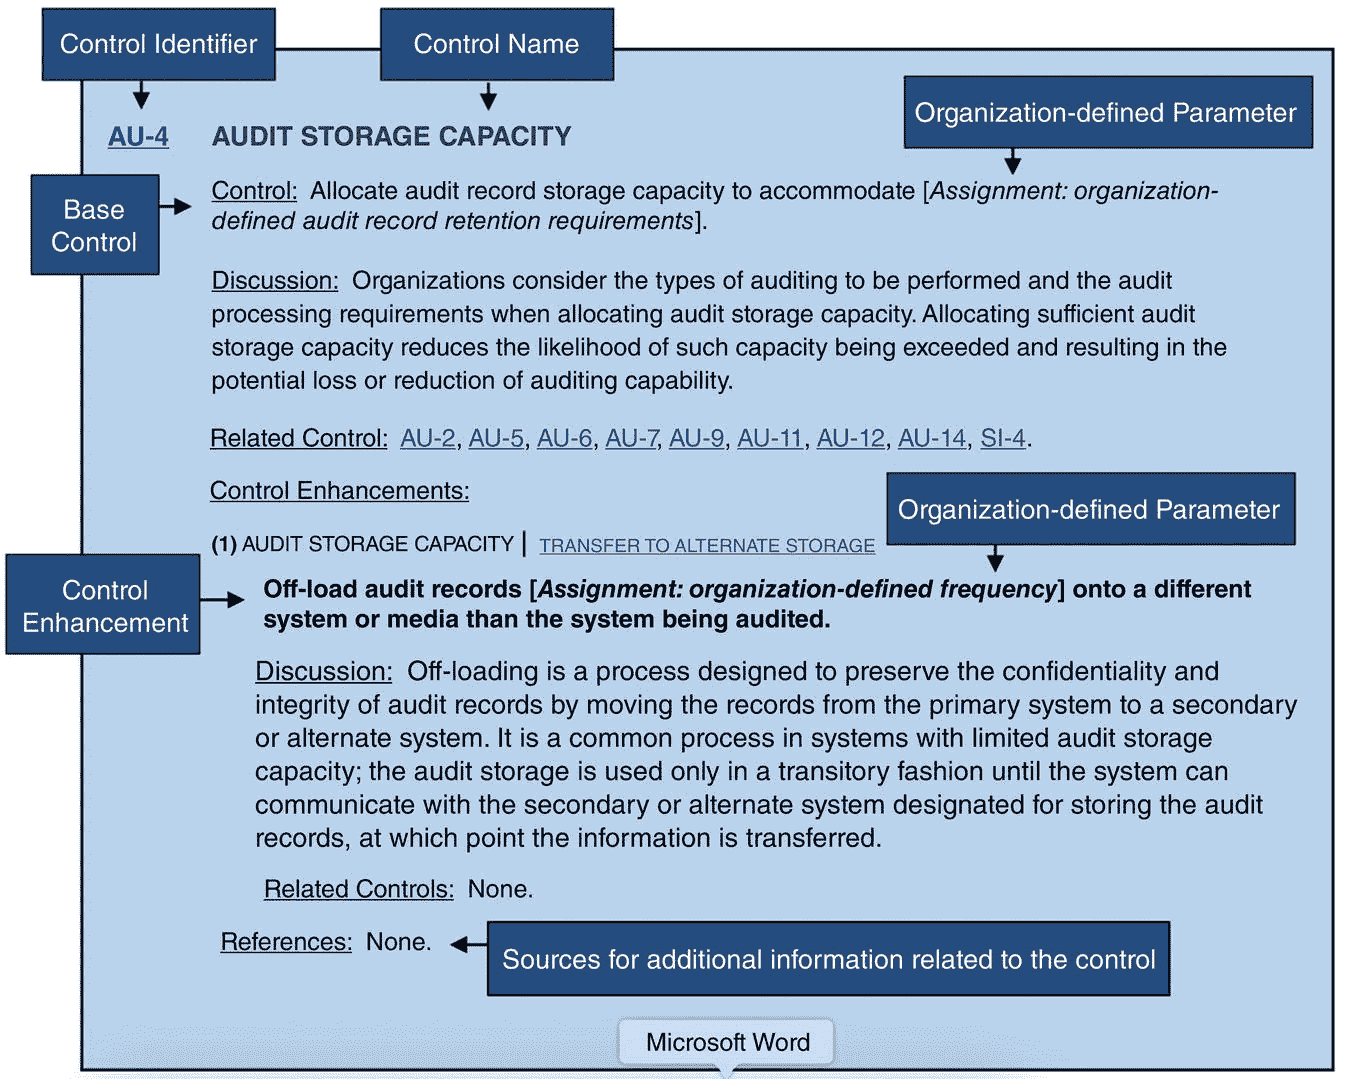 Control Identifier
Control Name
Organization-defined Parameter
AU-4 AUDIT STORAGE CAPACITY
Base
Control
Control: Allocate audit record storage capacity to accommodate [Assignment: organization-
defined audit record retention requirements].
Discussion: Organizations consider the types of auditing to be performed and the audit
processing requirements when allocating audit storage capacity. Allocating sufficient audit
storage capacity reduces the likelihood of such capacity being exceeded and resulting in the
potential loss or reduction of auditing capability.
Related Control: AU-2, AU-5, AU-6, AU-7, AU-9, AU-11, AU-12, AU-14, SI-4.
Control Enhancements:
Organization-defined Parameter
(1) AUDIT STORAGE CAPACITY | TRANSFER TO ALTERNATE STORAGE
Control
Enhancement
Off-load audit records [Assignment: organization-defined frequency] onto a different
system or media than the system being audited.
Discussion: Off-loading is a process designed to preserve the confidentiality and
integrity of audit records by moving the records from the primary system to a secondary
or alternate system. It is a common process in systems with limited audit storage
capacity; the audit storage is used only in a transitory fashion until the system can
communicate with the secondary or alternate system designated for storing the audit
records, at which point the information is transferred.
Related Controls: None.
References: None.
Sources for additional information related to the control
Microsoft Word